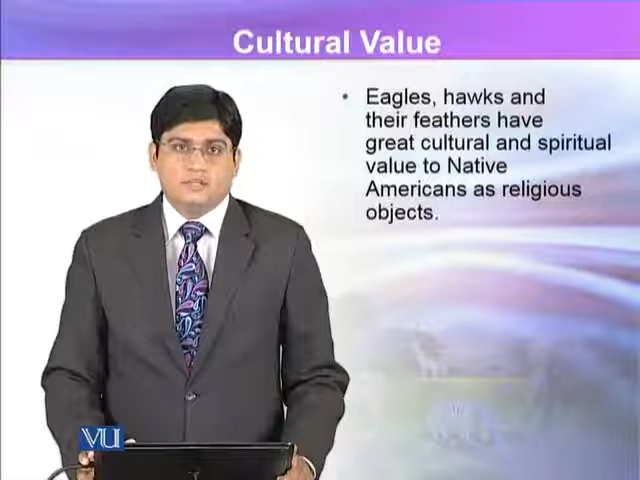 Cultural Value
• Eagles, hawks and
their feathers have
great cultural and spiritual
value to Native
Americans as religious
objects.
VU